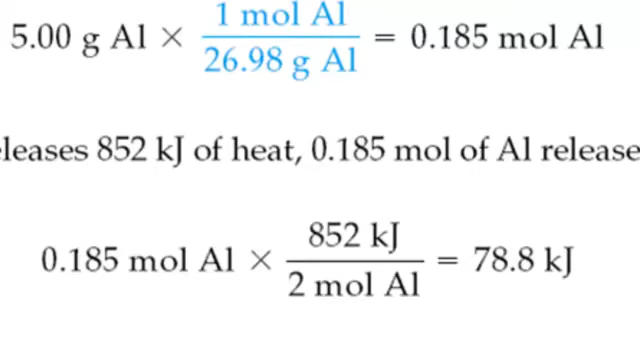 5.00 g Al × 1 mol Al / 26.98 g Al = 0.185 mol Al
eleases 852 kJ of heat, 0.185 mol of Al release
0.185 mol Al × 852 kJ / 2 mol Al = 78.8 kJ